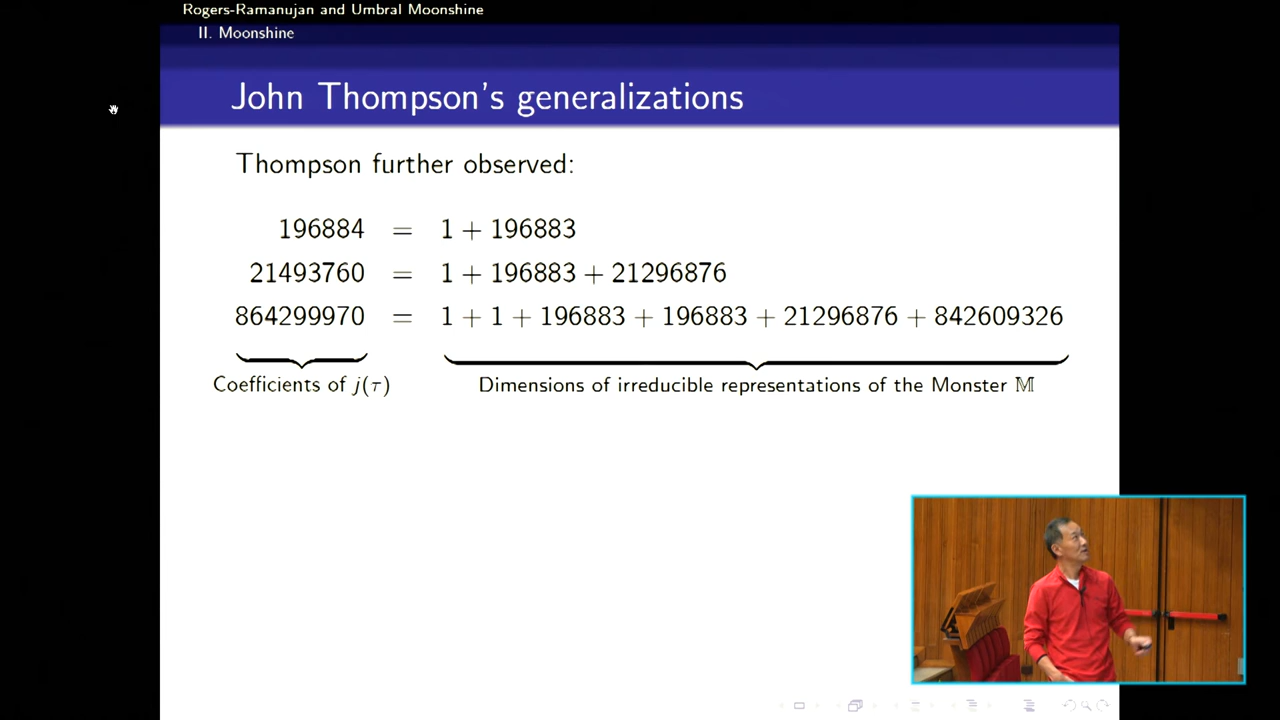 Rogers-Ramanujan and Umbral Moonshine
II. Moonshine
John Thompson's generalizations
Thompson further observed:
196884 = 1 + 196883
21493760 = 1 + 196883 + 21296876
864299970 = 1 + 1 + 196883 + 196883 + 21296876 + 842609326
Coefficients of j(τ) Dimensions of irreducible representations of the Monster 𝕄